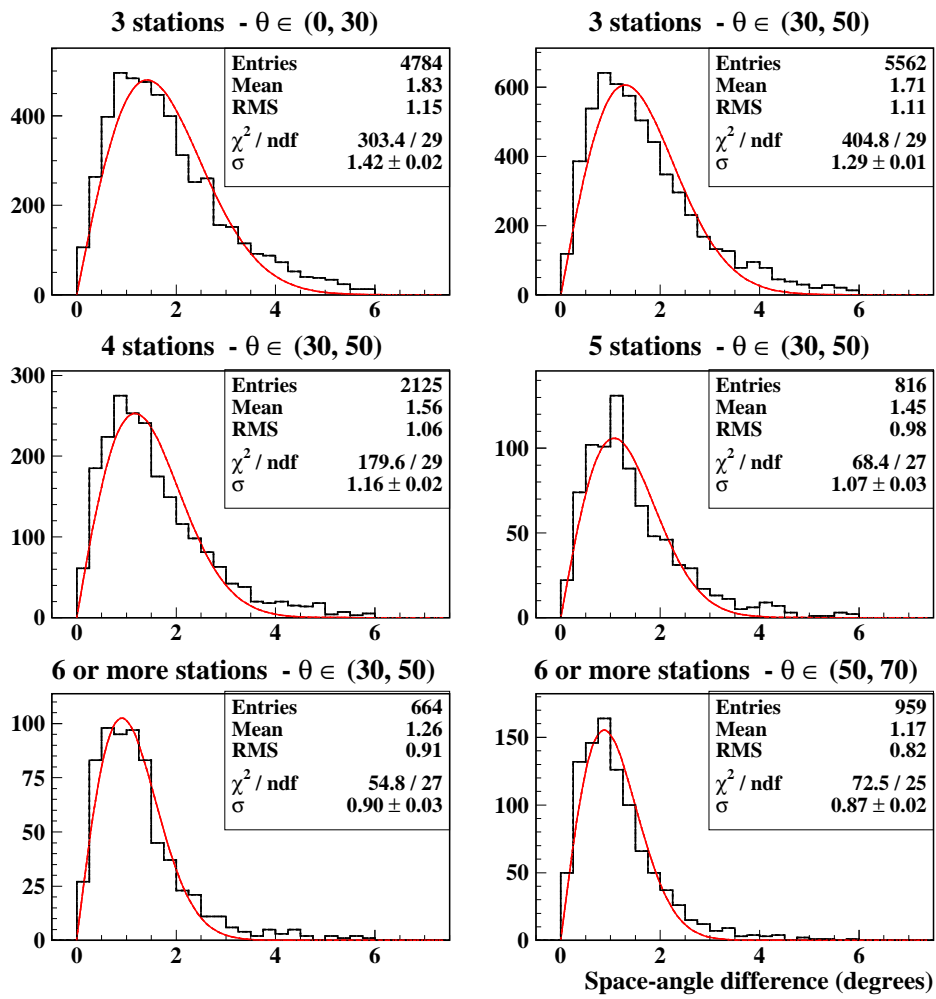 3 stations - θ ∈ (0, 30)
Entries 4784
Mean 1.83
RMS 1.15
χ² / ndf 303.4 / 29
σ 1.42 ± 0.02
400
200
0
0 2 4 6
3 stations - θ ∈ (30, 50)
Entries 5562
Mean 1.71
RMS 1.11
χ² / ndf 404.8 / 29
σ 1.29 ± 0.01
600
400
200
0
0 2 4 6
4 stations - θ ∈ (30, 50)
Entries 2125
Mean 1.56
RMS 1.06
χ² / ndf 179.6 / 29
σ 1.16 ± 0.02
300
200
100
0
0 2 4 6
5 stations - θ ∈ (30, 50)
Entries 816
Mean 1.45
RMS 0.98
χ² / ndf 68.4 / 27
σ 1.07 ± 0.03
100
50
0
0 2 4 6
6 or more stations - θ ∈ (30, 50)
Entries 664
Mean 1.26
RMS 0.91
χ² / ndf 54.8 / 27
σ 0.90 ± 0.03
100
75
50
25
0
0 2 4 6
6 or more stations - θ ∈ (50, 70)
Entries 959
Mean 1.17
RMS 0.82
χ² / ndf 72.5 / 25
σ 0.87 ± 0.02
150
100
50
0
0 2 4 6
Space-angle difference (degrees)